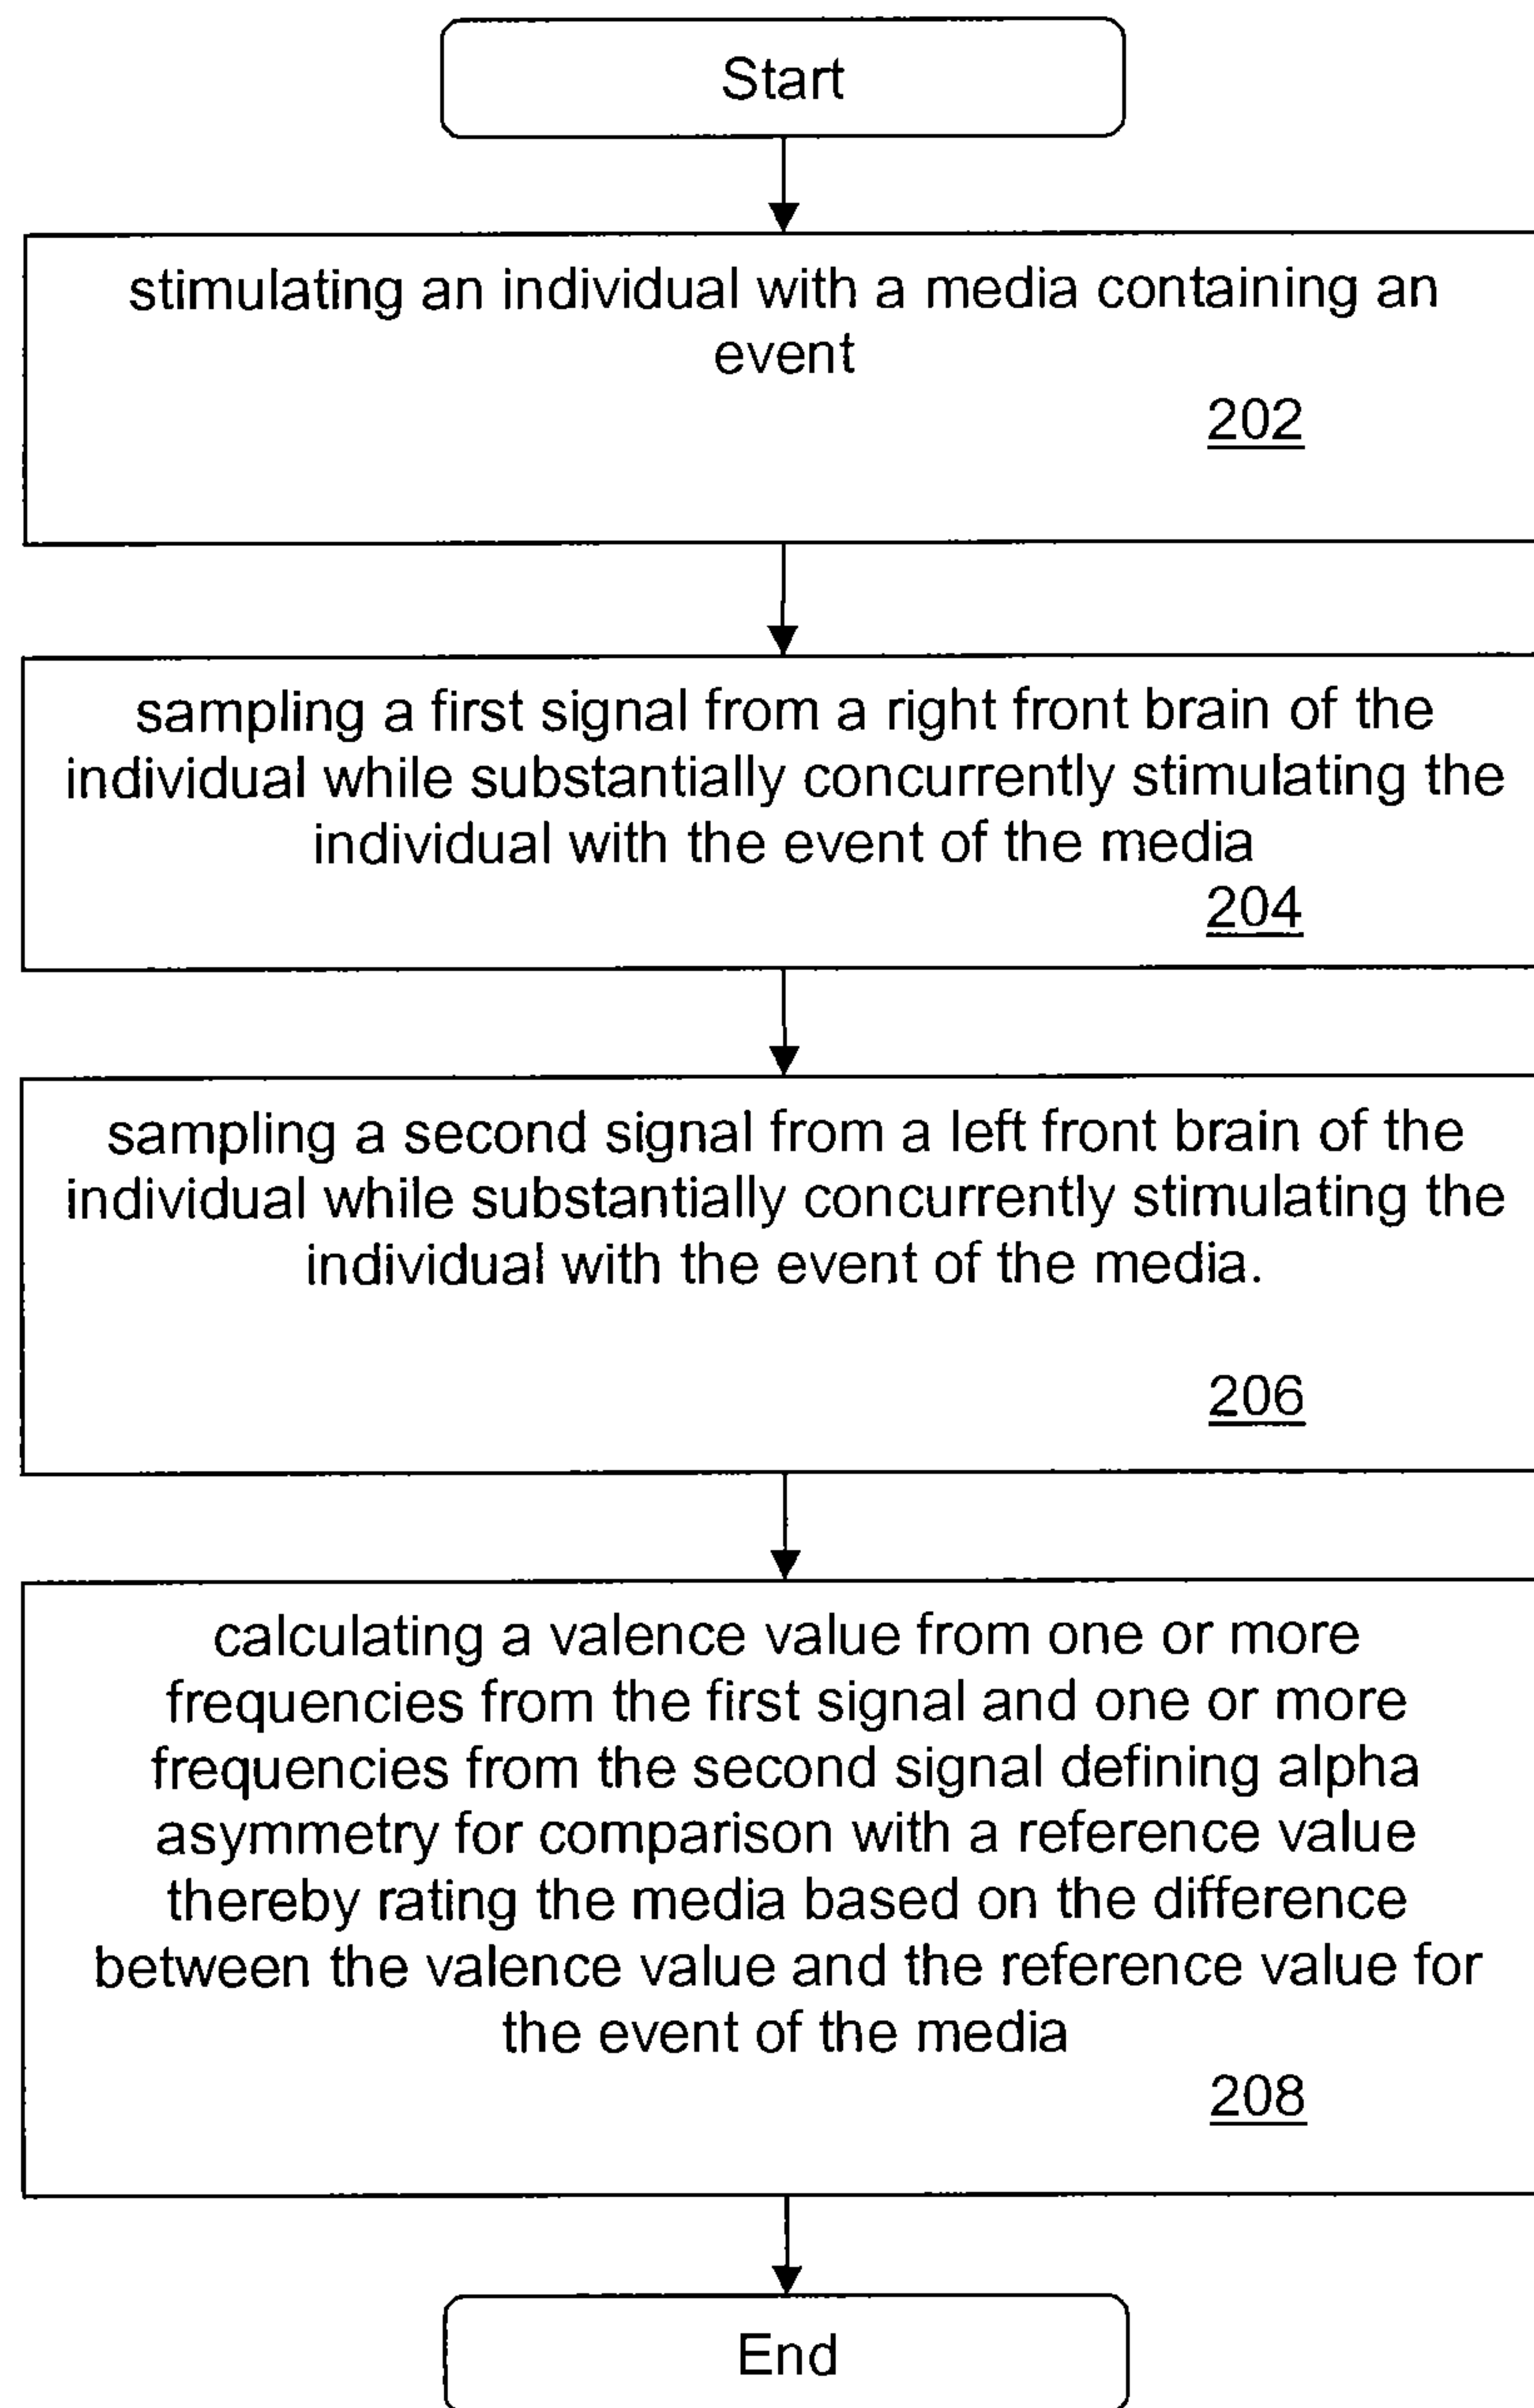 Start
stimulating an individual with a media containing an
event
202
sampling a first signal from a right front brain of the
individual while substantially concurrently stimulating the
individual with the event of the media
204
sampling a second signal from a left front brain of the
individual while substantially concurrently stimulating the
individual with the event of the media.
206
calculating a valence value from one or more
frequencies from the first signal and one or more
frequencies from the second signal defining alpha
asymmetry for comparison with a reference value
thereby rating the media based on the difference
between the valence value and the reference value for
the event of the media
208
End